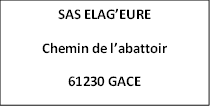 SAS ELAG’EURE
Chemin de l’abattoir
61230 GACE